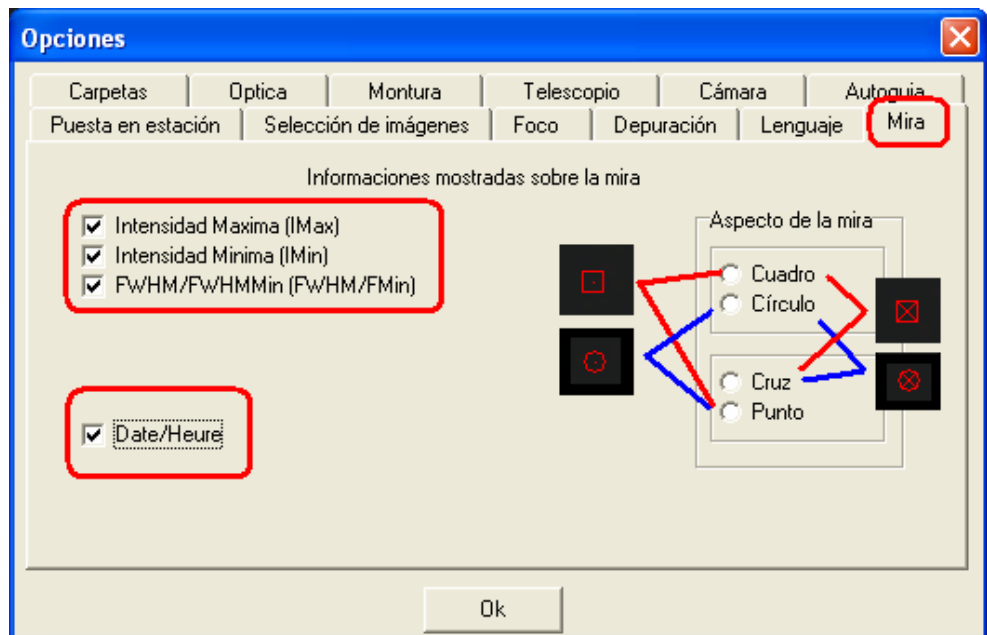 Opciones
Carpetas Optica Montura Telescopio Cámara Autoguia
Puesta en estación Selección de imágenes Foco Depuración Lenguaje Mira
Informaciones mostradas sobre la mira
Intensidad Maxima (IMax)
Intensidad Minima (IMin)
FWHM/FWHMMin (FWHM/FMin)
Date/Heure
Aspecto de la mira
Cuadro
Círculo
Cruz
Punto
Ok